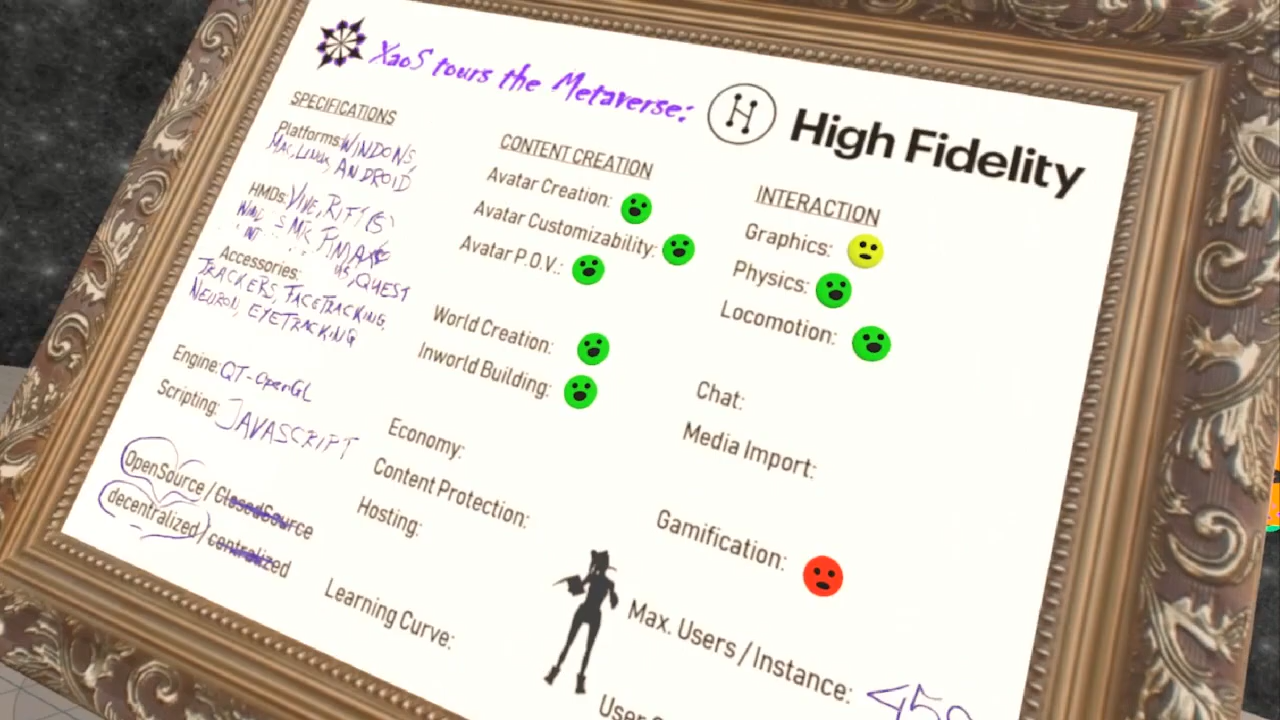 XaoS tours the Metaverse:
High Fidelity
SPECIFICATIONS
Platforms: WINDOWS,
MAC, LINUX, ANDROID
HMDs: VIVE, RIFT(S)
QUEST
Accessories:
TRACKERS, FACETRACKING,
NEURON, EYETRACKING
Engine: QT-OpenGL
Scripting: JAVASCRIPT
OpenSource / ClosedSource
decentralized / centralized
CONTENT CREATION
Avatar Creation:
Avatar Customizability:
Avatar P.O.V.:
World Creation:
Inworld Building:
Economy:
Content Protection:
Hosting:
Learning Curve:
INTERACTION
Graphics:
Physics:
Locomotion:
Chat:
Media Import:
Gamification:
Max. Users / Instance: <450
User